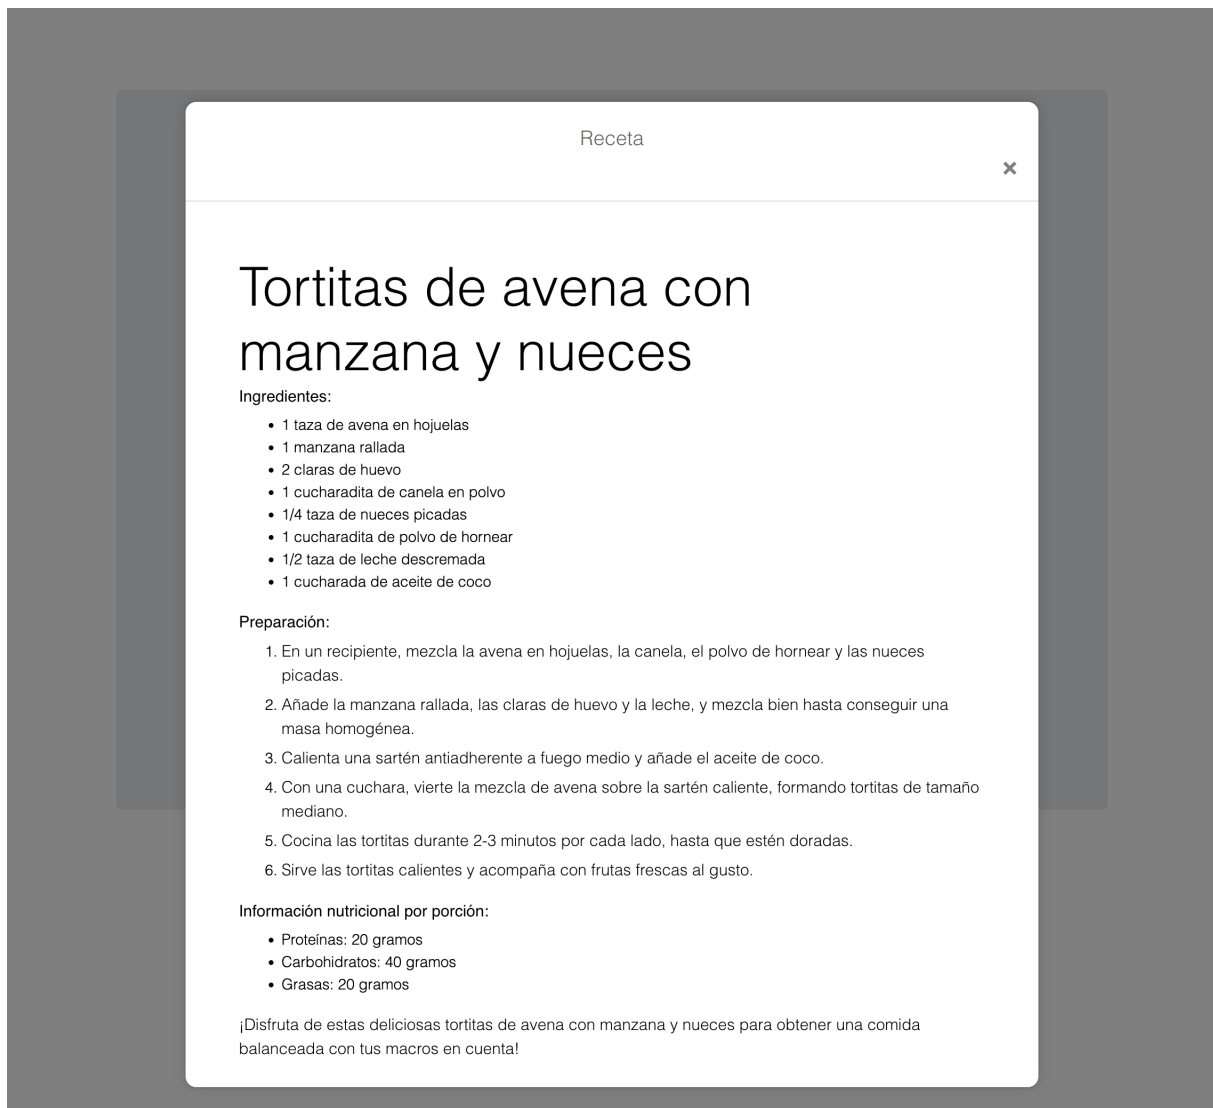 Receta
×
Tortitas de avena con
manzana y nueces
Ingredientes:
• 1 taza de avena en hojuelas
• 1 manzana rallada
• 2 claras de huevo
• 1 cucharadita de canela en polvo
• 1/4 taza de nueces picadas
• 1 cucharadita de polvo de hornear
• 1/2 taza de leche descremada
• 1 cucharada de aceite de coco
Preparación:
1. En un recipiente, mezcla la avena en hojuelas, la canela, el polvo de hornear y las nueces
picadas.
2. Añade la manzana rallada, las claras de huevo y la leche, y mezcla bien hasta conseguir una
masa homogénea.
3. Calienta una sartén antiadherente a fuego medio y añade el aceite de coco.
4. Con una cuchara, vierte la mezcla de avena sobre la sartén caliente, formando tortitas de tamaño
mediano.
5. Cocina las tortitas durante 2-3 minutos por cada lado, hasta que estén doradas.
6. Sirve las tortitas calientes y acompaña con frutas frescas al gusto.
Información nutricional por porción:
• Proteínas: 20 gramos
• Carbohidratos: 40 gramos
• Grasas: 20 gramos
¡Disfruta de estas deliciosas tortitas de avena con manzana y nueces para obtener una comida
balanceada con tus macros en cuenta!